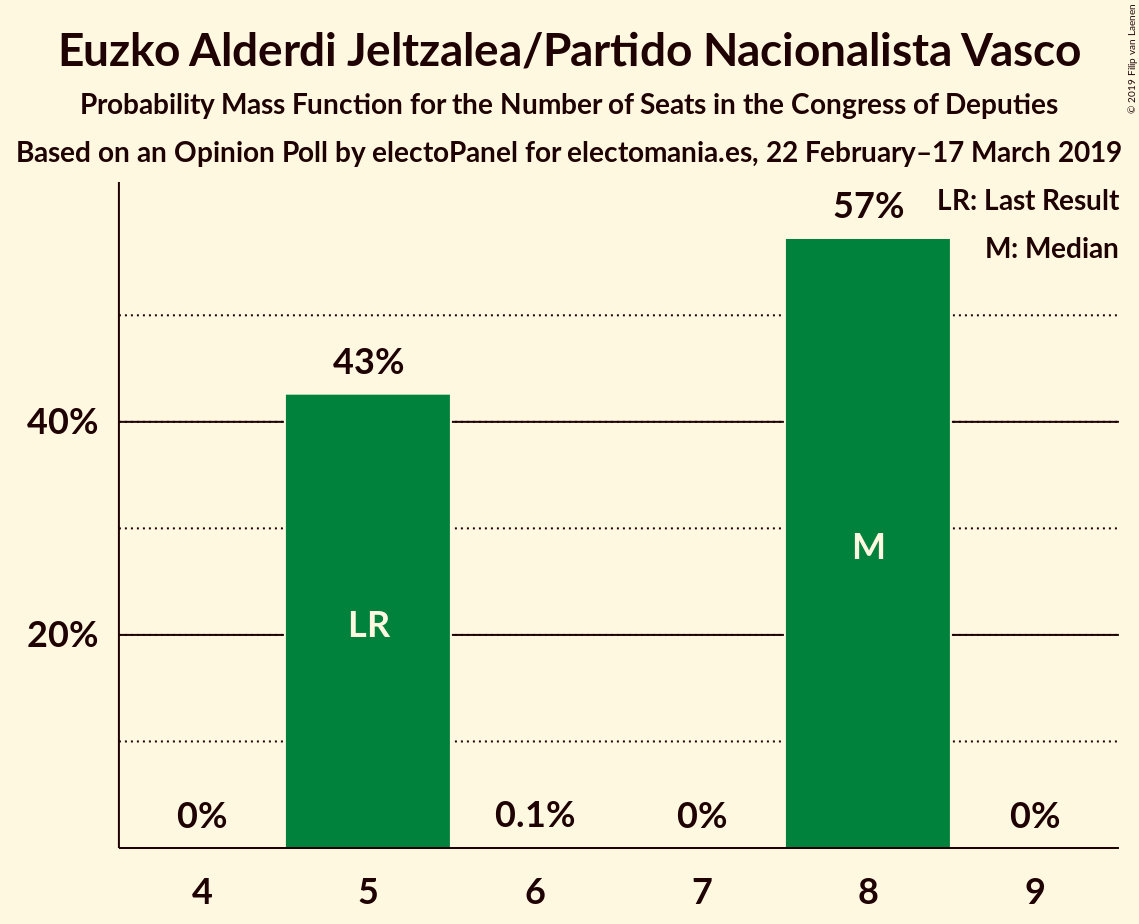 Euzko Alderdi Jeltzalea/Partido Nacionalista Vasco
Probability Mass Function for the Number of Seats in the Congress of Deputies
Based on an Opinion Poll by electoPanel for electomania.es, 22 February–17 March 2019
© 2019 Filip van Laenen
LR: Last Result
M: Median
57%
43%
40%
M
20%
LR
0%
0.1%
0%
0%
4
5
6
7
8
9